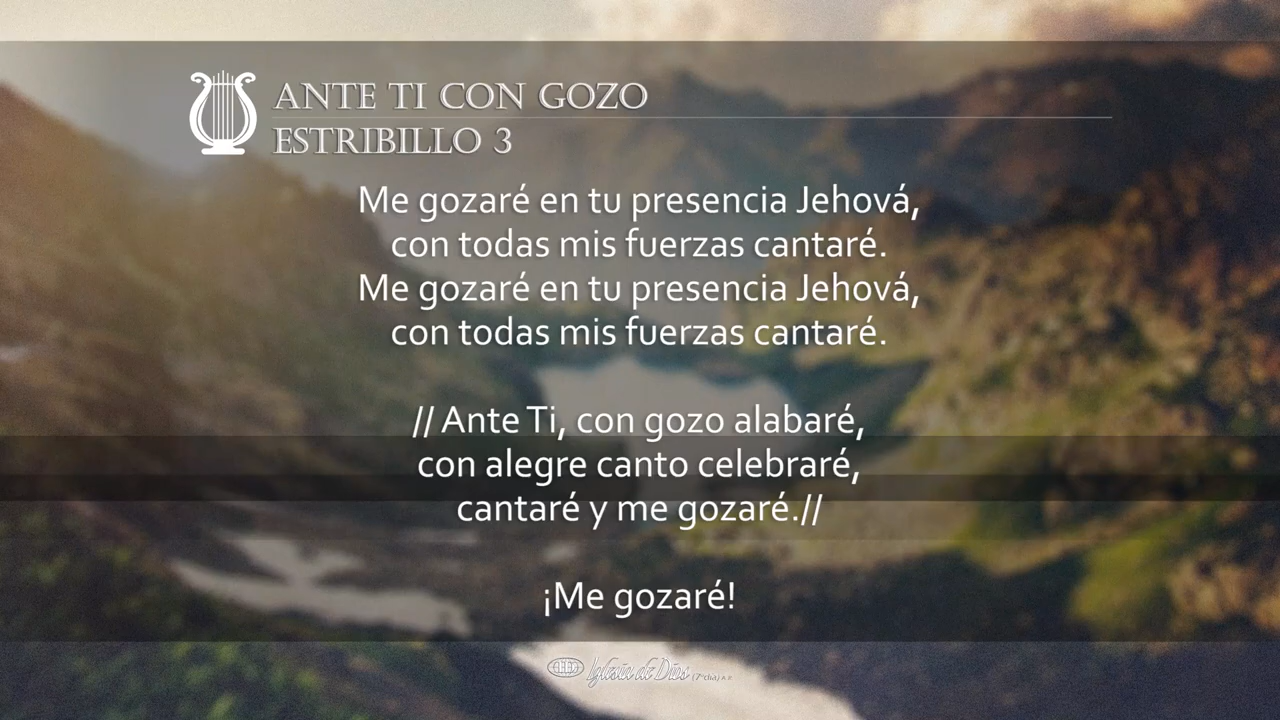 ANTE TI CON GOZO
ESTRIBILLO 3
Me gozaré en tu presencia Jehová,
con todas mis fuerzas cantaré.
Me gozaré en tu presencia Jehová,
con todas mis fuerzas cantaré.
// Ante Ti, con gozo alabaré,
con alegre canto celebraré,
cantaré y me gozaré.//
¡Me gozaré!
Iglesia de Dios